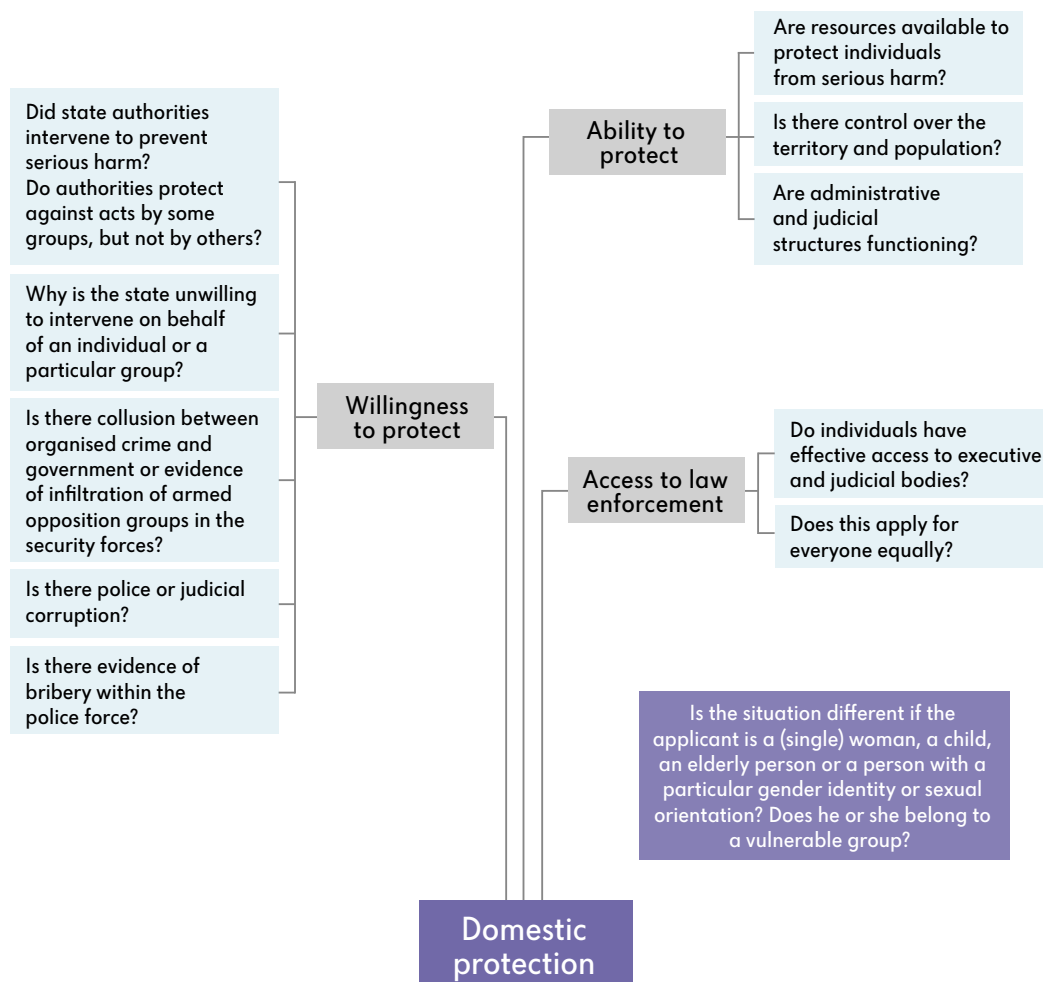 Did state authorities
intervene to prevent
serious harm?
Do authorities protect
against acts by some
groups, but not by others?
Why is the state unwilling
to intervene on behalf
of an individual or a
particular group?
Is there collusion between
organised crime and
government or evidence
of infiltration of armed
opposition groups in the
security forces?
Is there police or judicial
corruption?
Is there evidence of
bribery within the
police force?
Willingness
to protect
Ability to
protect
Are resources available to
protect individuals
from serious harm?
Is there control over the
territory and population?
Are administrative
and judicial
structures functioning?
Access to law
enforcement
Do individuals have
effective access to executive
and judicial bodies?
Does this apply for
everyone equally?
Is the situation different if the
applicant is a (single) woman, a child,
an elderly person or a person with a
particular gender identity or sexual
orientation? Does he or she belong to
a vulnerable group?
Domestic
protection